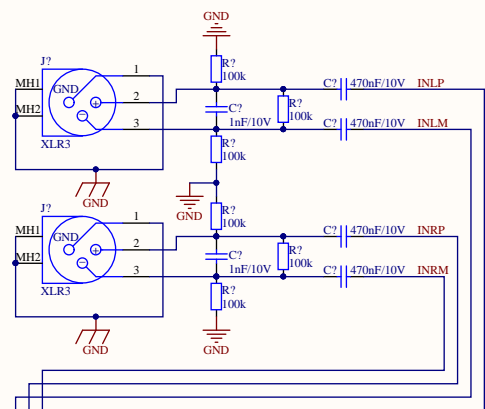 GND
J?
R?
100k
1
MH1
GND
2
C?
470nF/10V
INLP
MH2
C?
1nF/10V
R?
100k
3
C?
470nF/10V
INLM
XLR3
R?
100k
GND
GND
J?
R?
100k
1
MH1
GND
2
C?
470nF/10V
INRP
MH2
C?
1nF/10V
R?
100k
3
C?
470nF/10V
INRM
XLR3
R?
100k
GND
GND